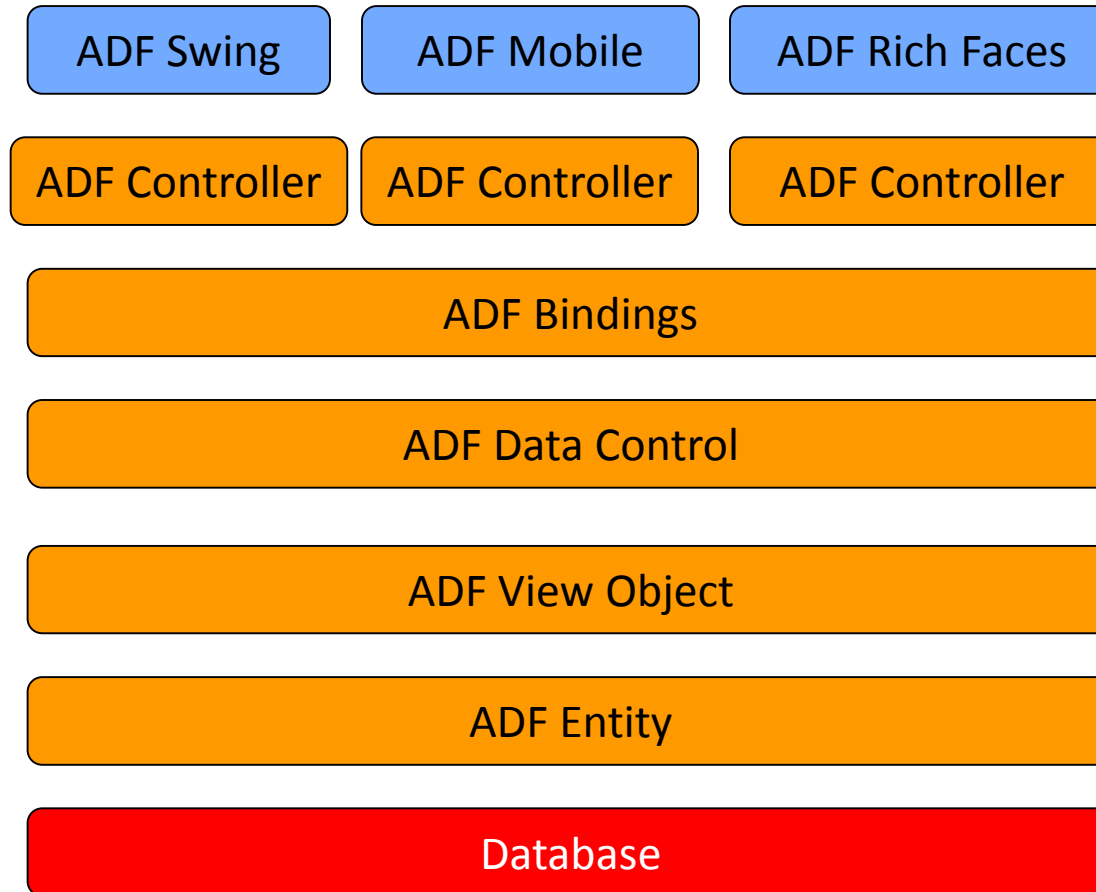 ADF Swing
ADF Mobile
ADF Rich Faces
ADF Controller
ADF Controller
ADF Controller
ADF Bindings
ADF Data Control
ADF View Object
ADF Entity
Database